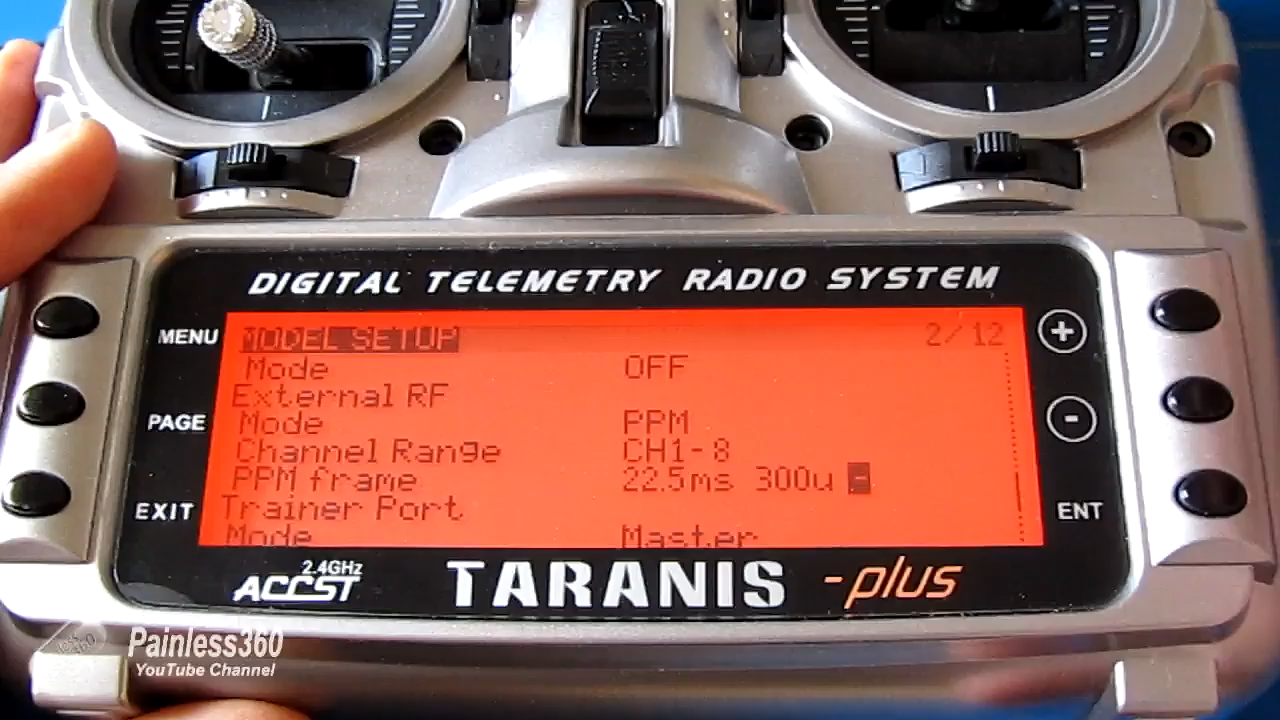 DIGITAL TELEMETRY RADIO SYSTEM
MENU
MODEL SETUP 2/12
+
Mode OFF
External RF
Mode PPM
PAGE
-
Channel Range CH1-8
PPM frame 22.5ms 300u -
EXIT
Trainer Port
ENT
Mode Master
2.4GHz
ACCST
TARANIS -plus
Painless360
YouTube Channel